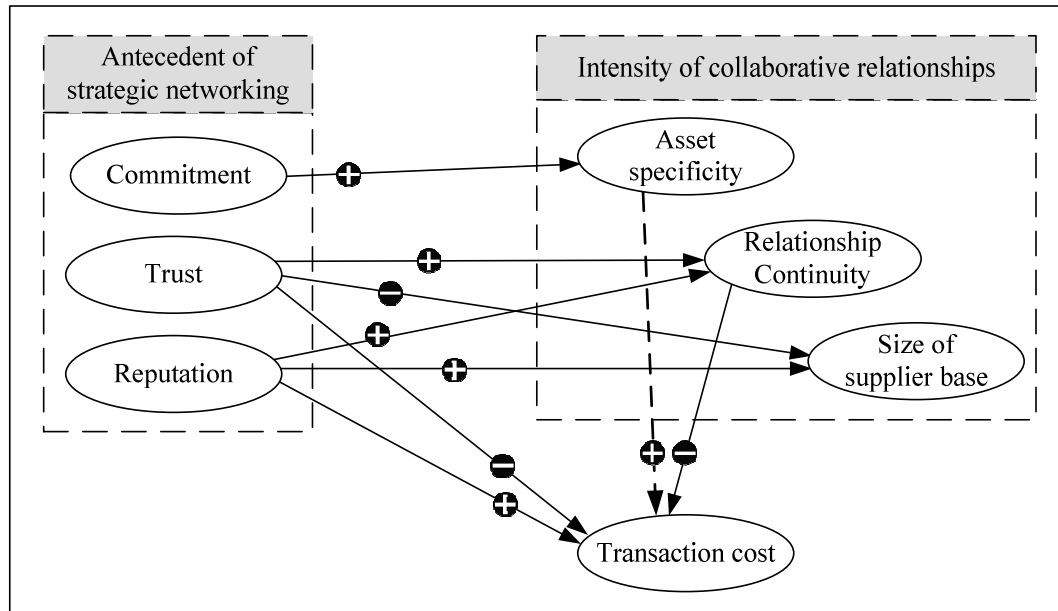 Antecedent of
strategic networking
Intensity of collaborative relationships
Commitment
Asset
specificity
Trust
Relationship
Continuity
Reputation
Size of
supplier base
Transaction cost